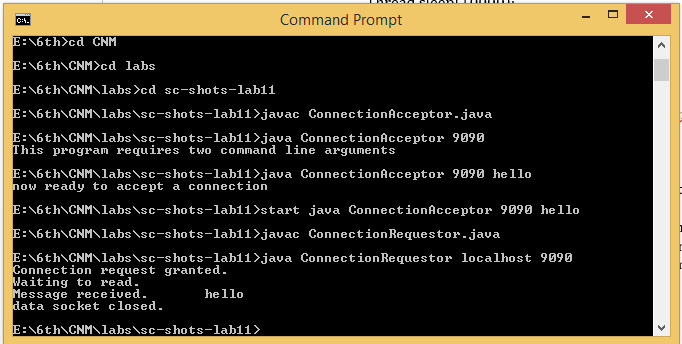 Thread.sleep(10000);
Command Prompt
E:\6th>cd CNM
E:\6th\CNM>cd labs
E:\6th\CNM\labs>cd sc-shots-lab11
E:\6th\CNM\labs\sc-shots-lab11>javac ConnectionAcceptor.java
E:\6th\CNM\labs\sc-shots-lab11>java ConnectionAcceptor 9090
This program requires two command line arguments
E:\6th\CNM\labs\sc-shots-lab11>java ConnectionAcceptor 9090 hello
now ready to accept a connection
E:\6th\CNM\labs\sc-shots-lab11>start java ConnectionAcceptor 9090 hello
E:\6th\CNM\labs\sc-shots-lab11>javac ConnectionRequestor.java
E:\6th\CNM\labs\sc-shots-lab11>java ConnectionRequestor localhost 9090
Connection request granted.
Waiting to read.
Message received.       hello
data socket closed.
E:\6th\CNM\labs\sc-shots-lab11>